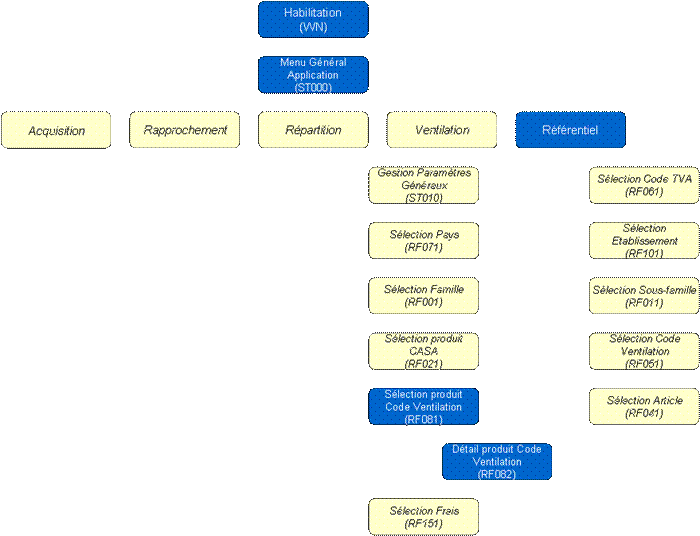 Habilitation
(VVN)
Menu Général
Application
(ST000)
Acquisition
Rapprochement
Répartition
Ventilation
Référentiel
Gestion Paramètres
Généraux
(ST010)
Sélection Code TVA
(RF061)
Sélection Pays
(RF071)
Sélection
Etablissement
(RF101)
Sélection Famille
(RF001)
Sélection Sous-famille
(RF011)
Sélection produit
CASA
(RF021)
Sélection Code
Ventilation
(RF051)
Sélection produit
Code Ventilation
(RF081)
Sélection Article
(RF041)
Détail produit Code
Ventilation
(RF082)
Sélection Frais
(RF151)